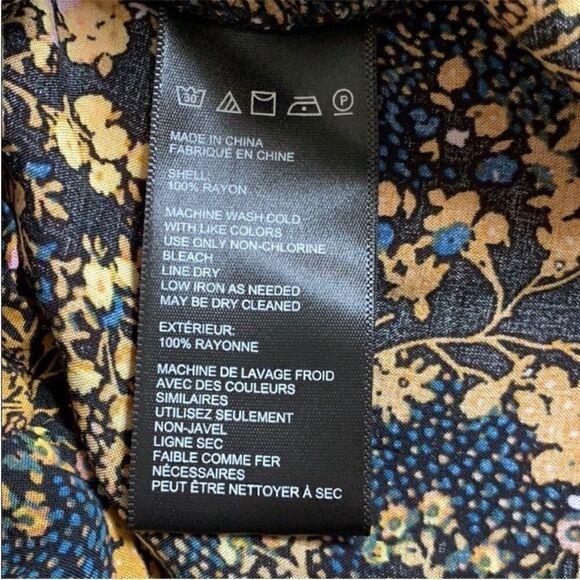 30
P
MADE IN CHINA
FABRIQUÉ EN CHINE
SHELL:
100% RAYON
MACHINE WASH COLD
WITH LIKE COLORS
USE ONLY NON-CHLORINE
BLEACH
LINE DRY
LOW IRON AS NEEDED
MAY BE DRY CLEANED
EXTÉRIEUR:
100% RAYONNE
MACHINE DE LAVAGE FROID
AVEC DES COULEURS
SIMILAIRES
UTILISEZ SEULEMENT
NON-JAVEL
LIGNE SEC
FAIBLE COMME FER
NÉCESSAIRES
PEUT ÊTRE NETTOYER À SEC